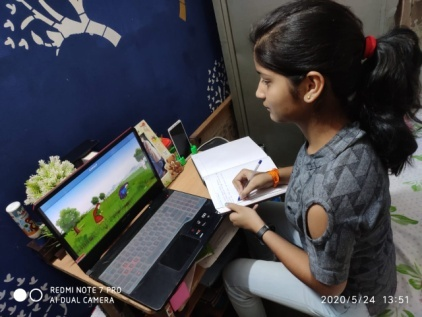 REDMI NOTE 7 PRO
AI DUAL CAMERA
2020/5/24 13:51